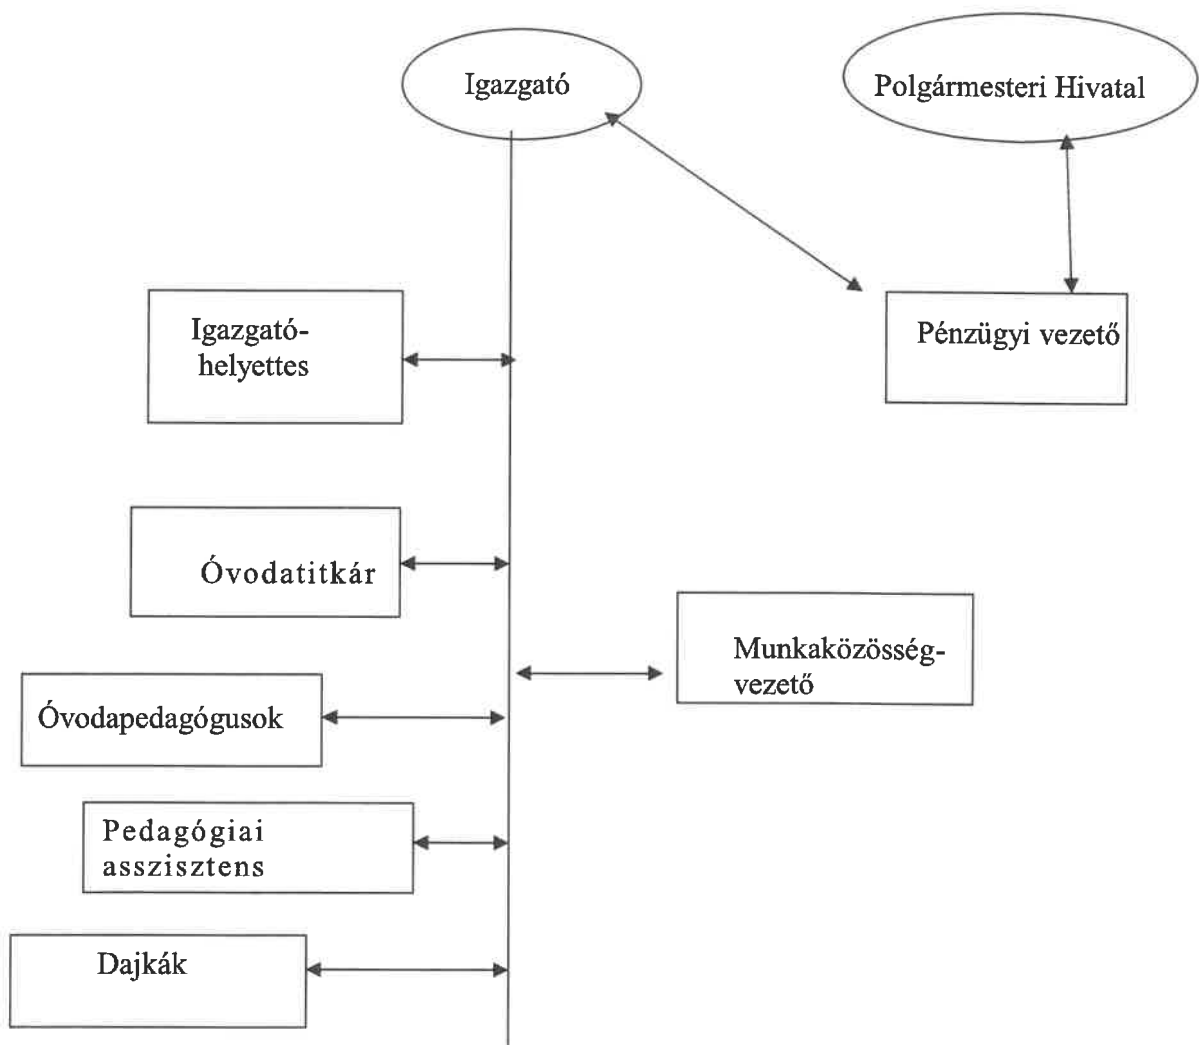 Igazgató
Polgármesteri Hivatal
Igazgató-
helyettes
Pénzügyi vezető
Óvodatitkár
Munkaközösség-
vezető
Óvodapedagógusok
Pedagógiai
asszisztens
Dajkák